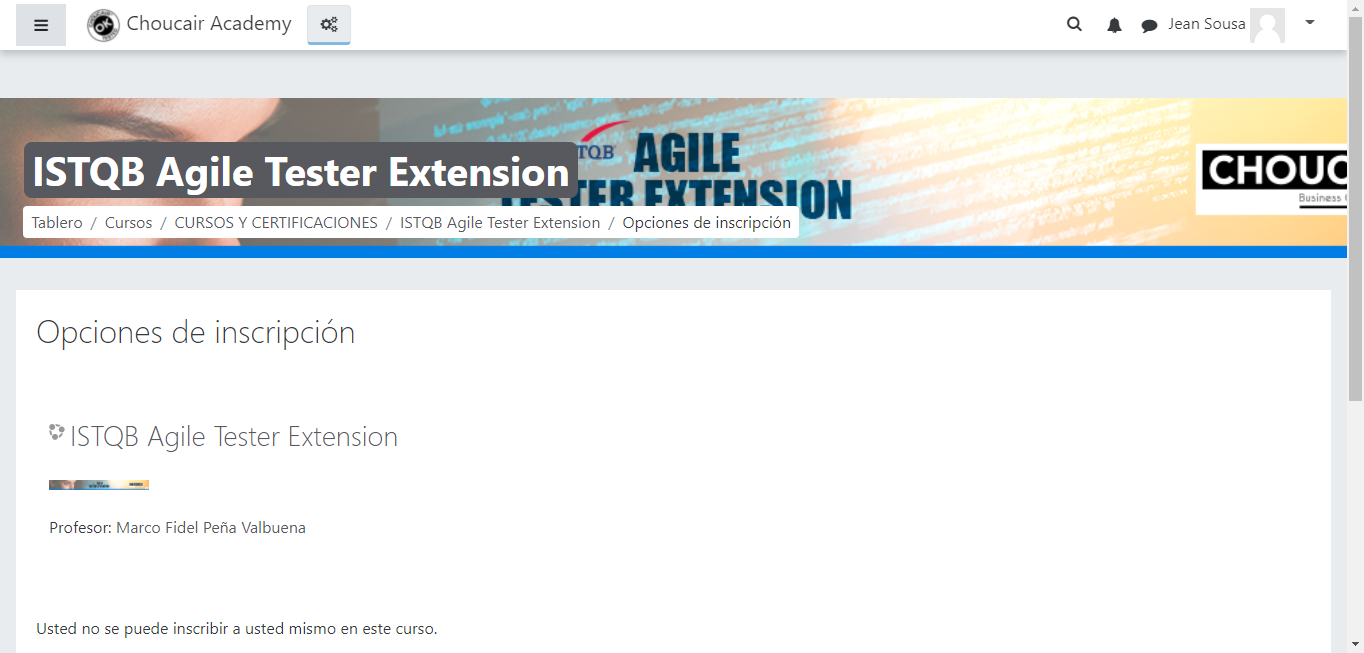 Choucair Academy
Jean Sousa
AGILE
TESTER EXTENSION
ISTQB Agile Tester Extension
CHOUC
Business
Tablero / Cursos / CURSOS Y CERTIFICACIONES / ISTQB Agile Tester Extension / Opciones de inscripción
Opciones de inscripción
ISTQB Agile Tester Extension
Profesor: Marco Fidel Peña Valbuena
Usted no se puede inscribir a usted mismo en este curso.